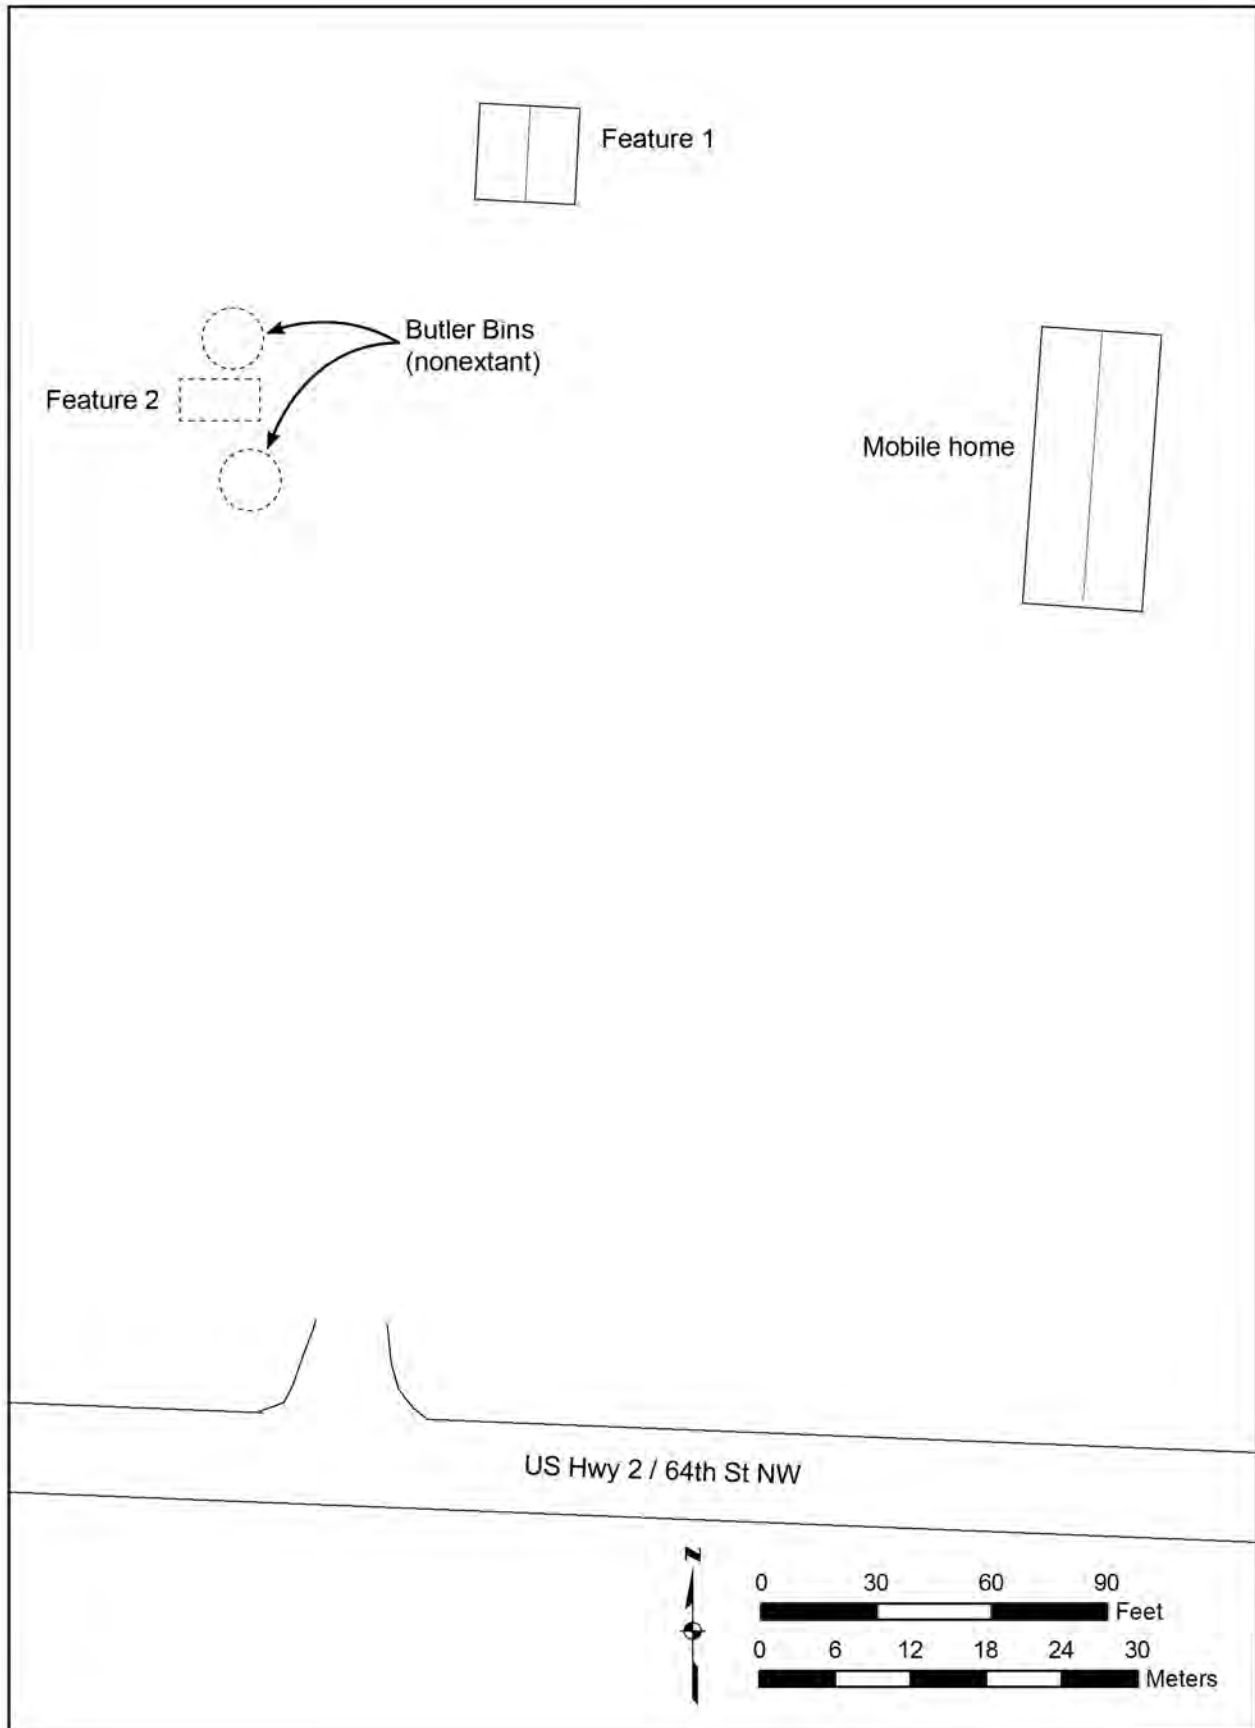 Feature 1
Butler Bins
(nonextant)
Feature 2
Mobile home
US Hwy 2 / 64th St NW
N
0 30 60 90
Feet
0 6 12 18 24 30
Meters